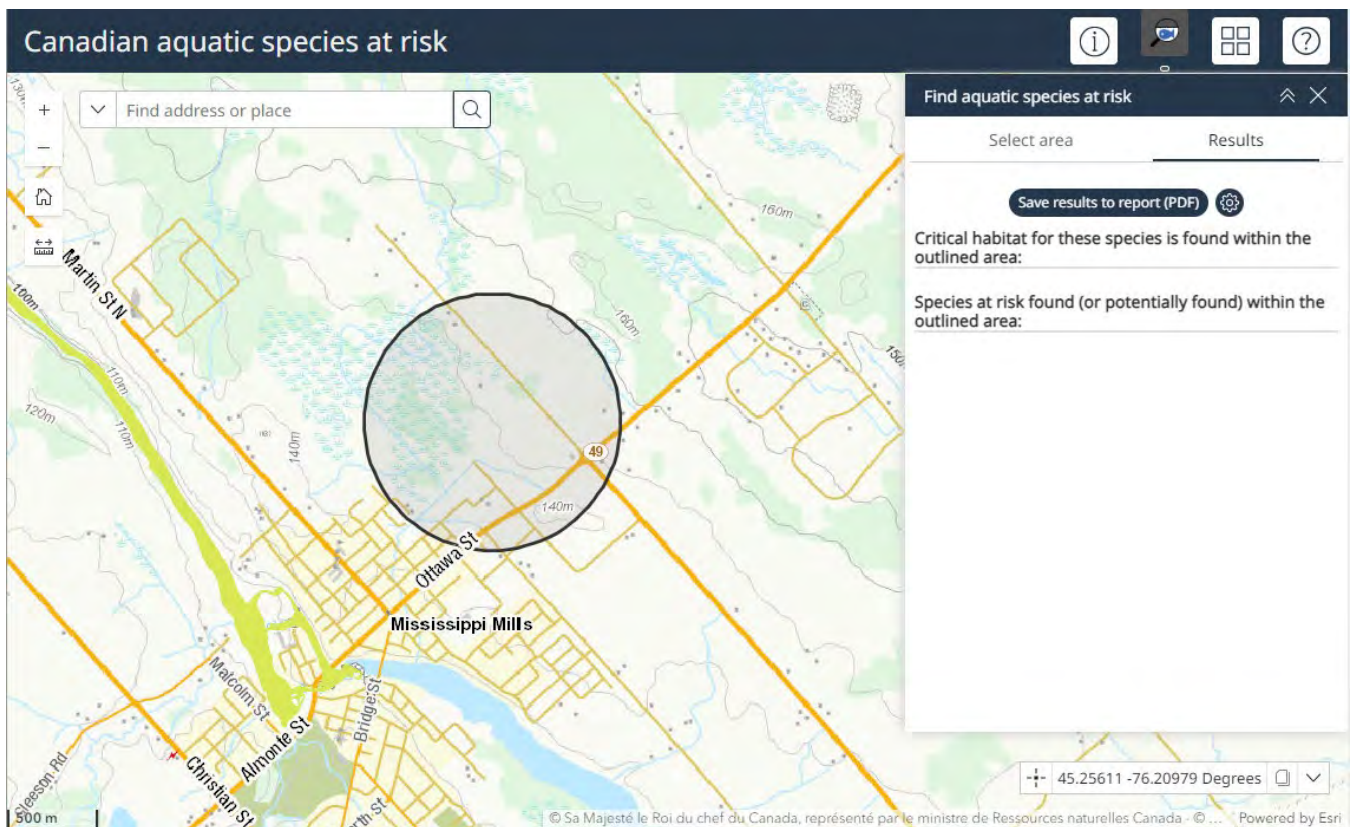 Canadian aquatic species at risk
Find address or place
Find aquatic species at risk
Select area
Results
Save results to report (PDF)
Critical habitat for these species is found within the
outlined area:
Species at risk found (or potentially found) within the
outlined area:
130m
160m
Martin St N
100m
160m
150m
110m
120m
110m
140m
49
140m
Ottawa St
Mississippi Mills
Malcolm St
Bridge St
Almonte St
Christian St
Gleeson Rd
rth St
45.25611 -76.20979 Degrees
500 m
© Sa Majesté le Roi du chef du Canada, représenté par le ministre de Ressources naturelles Canada - © ...
Powered by Esri